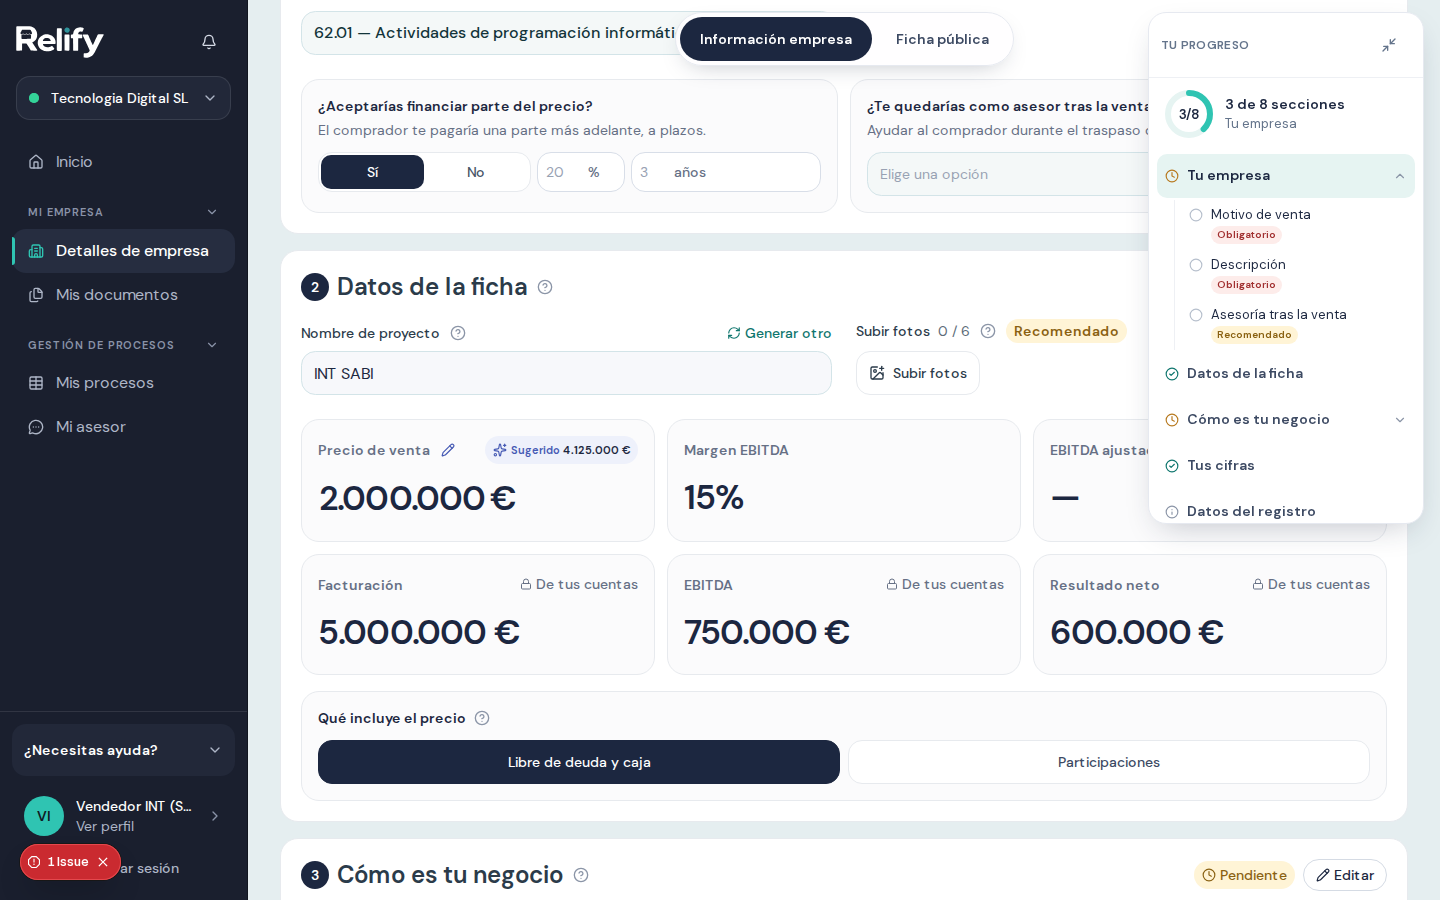 Relify
Tecnologia Digital SL
Inicio
MI EMPRESA
Detalles de empresa
Mis documentos
GESTIÓN DE PROCESOS
Mis procesos
Mi asesor
¿Necesitas ayuda?
VI
Vendedor INT (S...
Ver perfil
1 Issue
ar sesión
62.01 — Actividades de programación informáti
Información empresa
Ficha pública
¿Aceptarías financiar parte del precio?
El comprador te pagaría una parte más adelante, a plazos.
Sí
No
20 %
3 años
¿Te quedarías como asesor tras la venta
Ayudar al comprador durante el traspaso
Elige una opción
2 Datos de la ficha
Nombre de proyecto
Generar otro
INT SABI
Subir fotos 0 / 6
Recomendado
Subir fotos
Precio de venta
Sugerido 4.125.000 €
2.000.000 €
Margen EBITDA
15%
EBITDA ajusta
—
Facturación
De tus cuentas
5.000.000 €
EBITDA
De tus cuentas
750.000 €
Resultado neto
De tus cuentas
600.000 €
Qué incluye el precio
Libre de deuda y caja
Participaciones
3 Cómo es tu negocio
Pendiente
Editar
TU PROGRESO
3/8
3 de 8 secciones
Tu empresa
Tu empresa
Motivo de venta
Obligatorio
Descripción
Obligatorio
Asesoría tras la venta
Recomendado
Datos de la ficha
Cómo es tu negocio
Tus cifras
Datos del registro